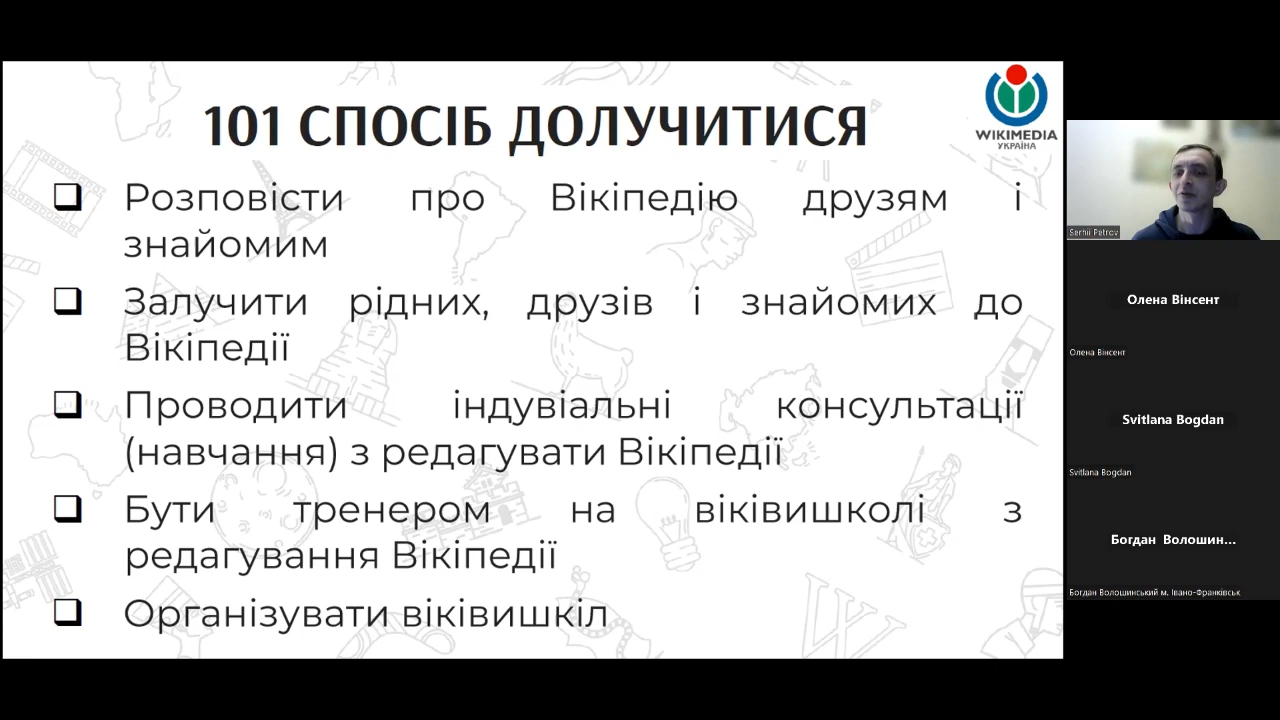 101 СПОСІБ ДОЛУЧИТИСЯ
WIKIMEDIA
УКРАЇНА
Розповісти про Вікіпедію друзям і
знайомим
Залучити рідних, друзів і знайомих до
Вікіпедії
Проводити індувіальні консультації
(навчання) з редагувати Вікіпедії
Бути тренером на віківишколі з
редагування Вікіпедії
Організувати віківишкіл
Serhii Petrov
Олена Вінсент
Олена Вінсент
Svitlana Bogdan
Svitlana Bogdan
Богдан Волошин...
Богдан Волошинський м. Івано-Франківськ